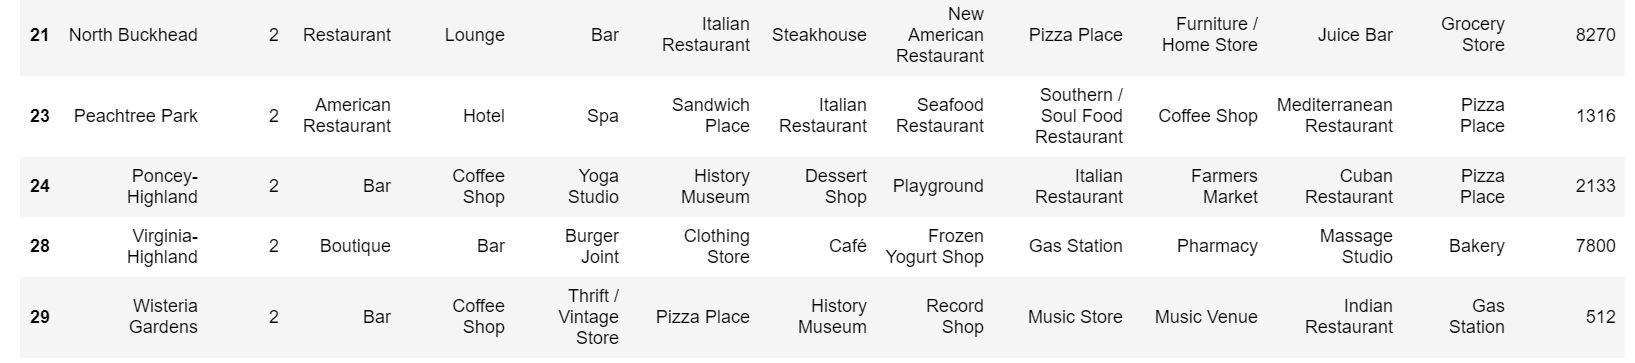 21 North Buckhead 2 Restaurant Lounge Bar Italian Restaurant Steakhouse New American Restaurant Pizza Place Furniture / Home Store Juice Bar Grocery Store 8270
23 Peachtree Park 2 American Restaurant Hotel Spa Sandwich Place Italian Restaurant Seafood Restaurant Southern / Soul Food Restaurant Coffee Shop Mediterranean Restaurant Pizza Place 1316
24 Poncey-Highland 2 Bar Coffee Shop Yoga Studio History Museum Dessert Shop Playground Italian Restaurant Farmers Market Cuban Restaurant Pizza Place 2133
28 Virginia-Highland 2 Boutique Bar Burger Joint Clothing Store Café Frozen Yogurt Shop Gas Station Pharmacy Massage Studio Bakery 7800
29 Wisteria Gardens 2 Bar Coffee Shop Thrift / Vintage Store Pizza Place History Museum Record Shop Music Store Music Venue Indian Restaurant Gas Station 512